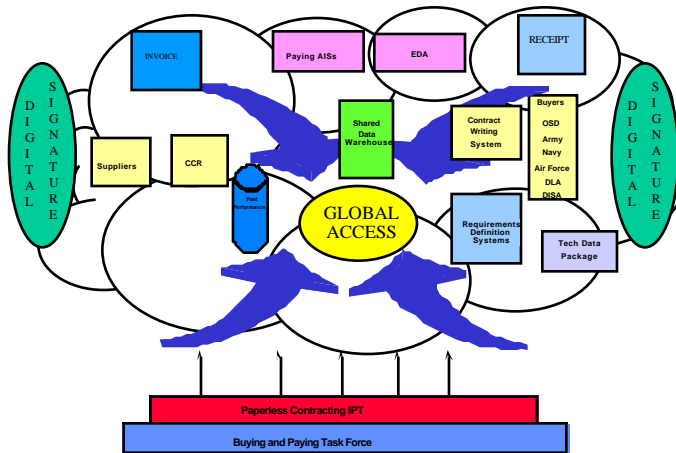 INVOICE
Paying AISs
EDA
RECEIPT
DIGITAL
SIGNATURE
Suppliers
CCR
Past
Performance
Shared
Data
Warehouse
Contract
Writing
System
Buyers
OSD
Army
Navy
Air Force
DLA
DISA
DIGITAL
SIGNATURE
GLOBAL
ACCESS
Requirements
Definition
Systems
Tech Data
Package
Paperless Contracting IPT
Buying and Paying Task Force